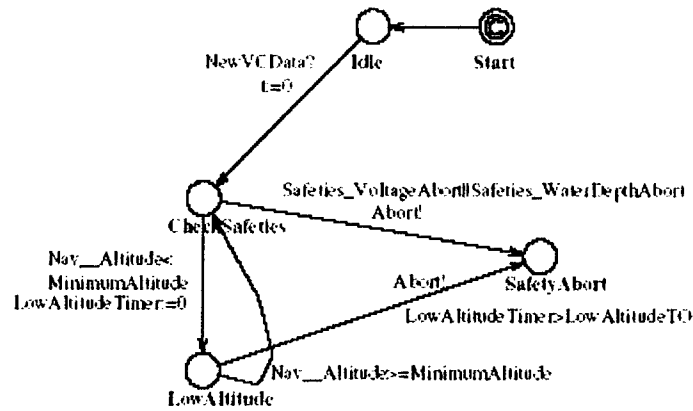 Idle
Start
NewVCData?
t:=0
Safeties_VoltageAbort||Safeties_WaterDepthAbort
Abort!
CheckSafeties
Nav__Altitude<
MinimumAltitude
LowAltitudeTimer:=0
Abort!
SafetyAbort
LowAltitudeTimer>LowAltitudeTO
Nav__Altitude>=MinimumAltitude
LowAltitude